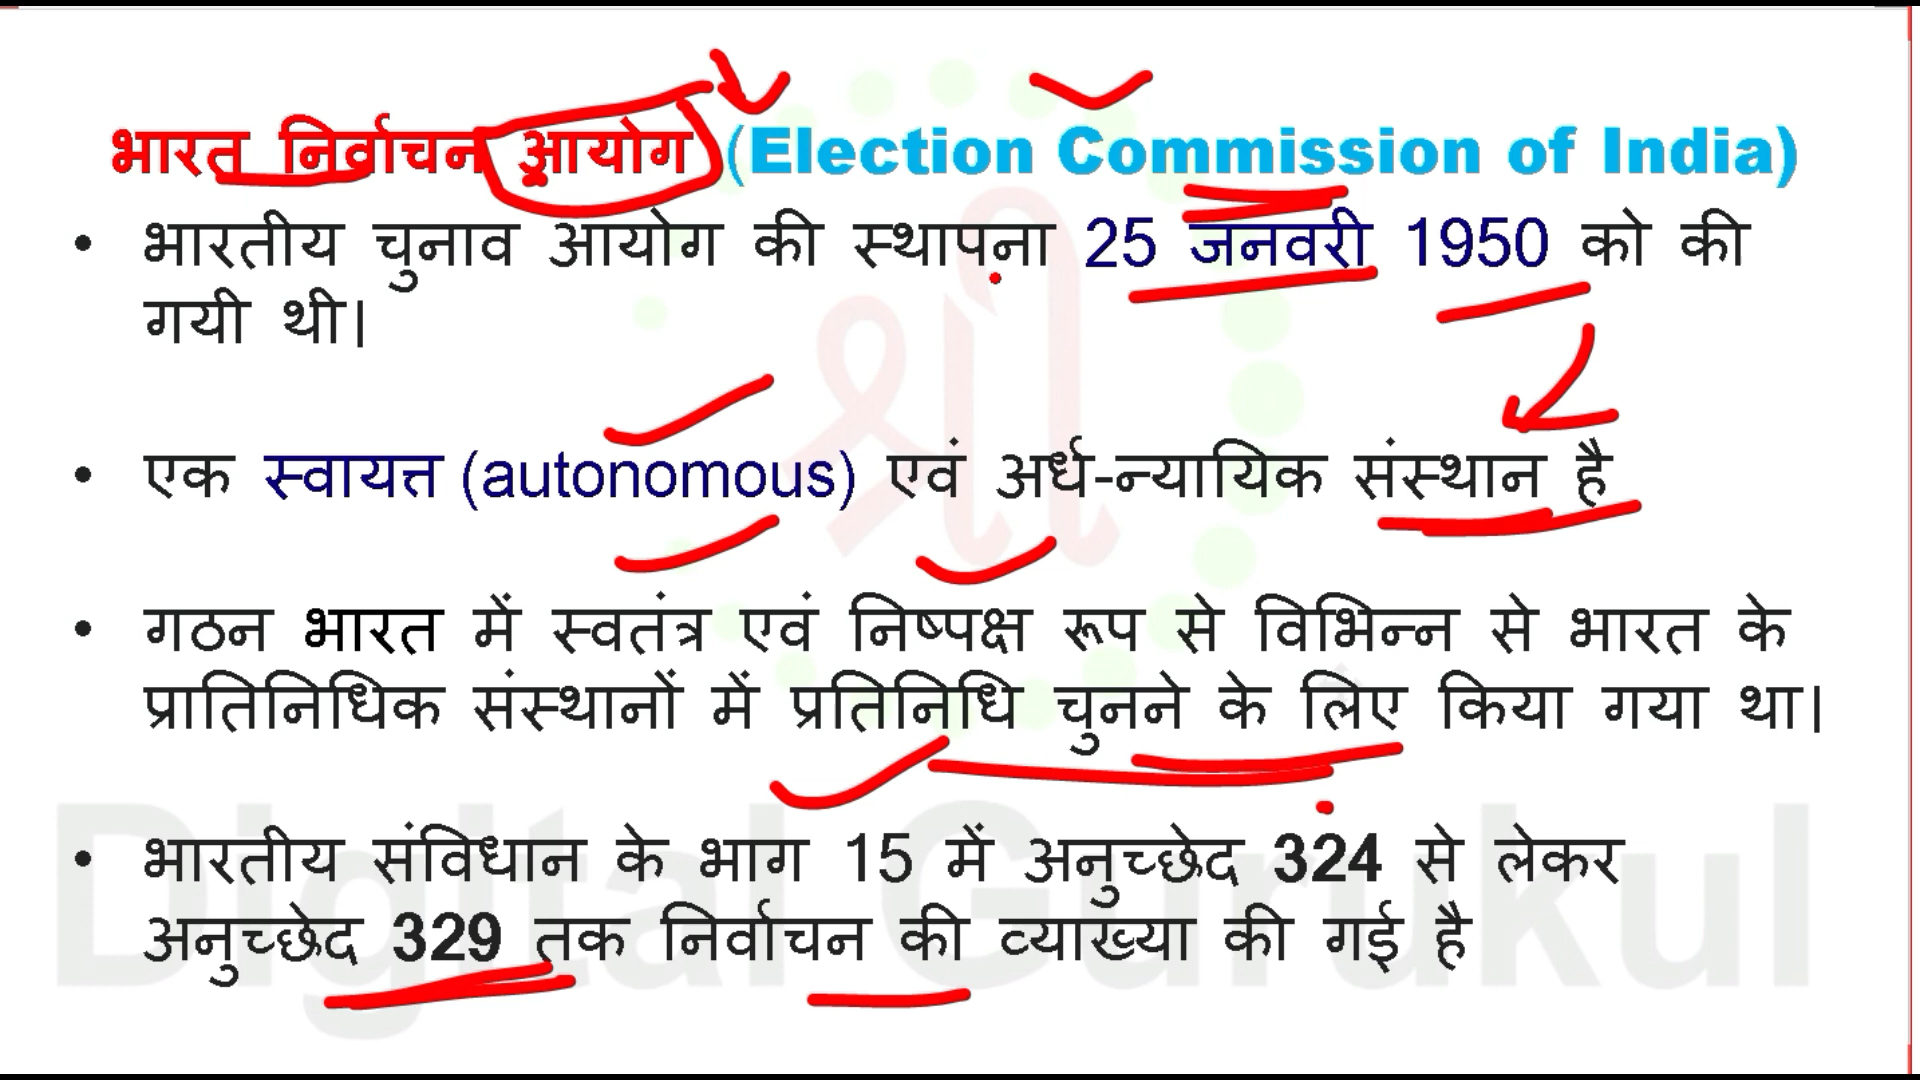 भारत निर्वाचन आयोग (Election Commission of India)
• भारतीय चुनाव आयोग की स्थापना 25 जनवरी 1950 को की
गयी थी।
• एक स्वायत्त (autonomous) एवं अर्ध-न्यायिक संस्थान है
• गठन भारत में स्वतंत्र एवं निष्पक्ष रूप से विभिन्न से भारत के
प्रातिनिधिक संस्थानों में प्रतिनिधि चुनने के लिए किया गया था।
• भारतीय संविधान के भाग 15 में अनुच्छेद 324 से लेकर
अनुच्छेद 329 तक निर्वाचन की व्याख्या की गई है
श्री
Digital Gurukul